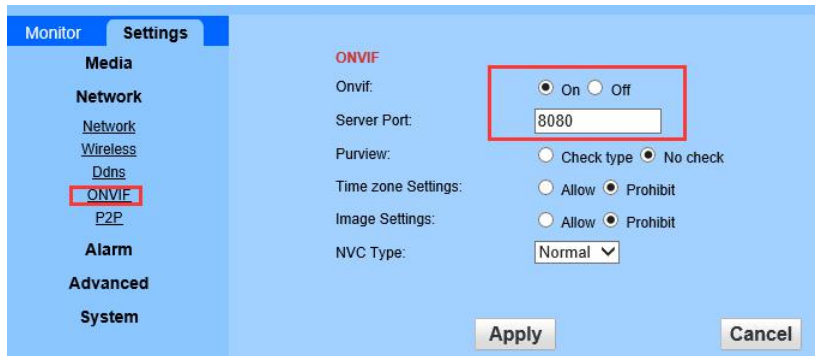 Monitor Settings
Media
Network
Network
Wireless
Ddns
ONVIF
P2P
Alarm
Advanced
System
ONVIF
Onvif: On Off
Server Port: 8080
Purview: Check type No check
Time zone Settings: Allow Prohibit
Image Settings: Allow Prohibit
NVC Type: Normal
Apply Cancel